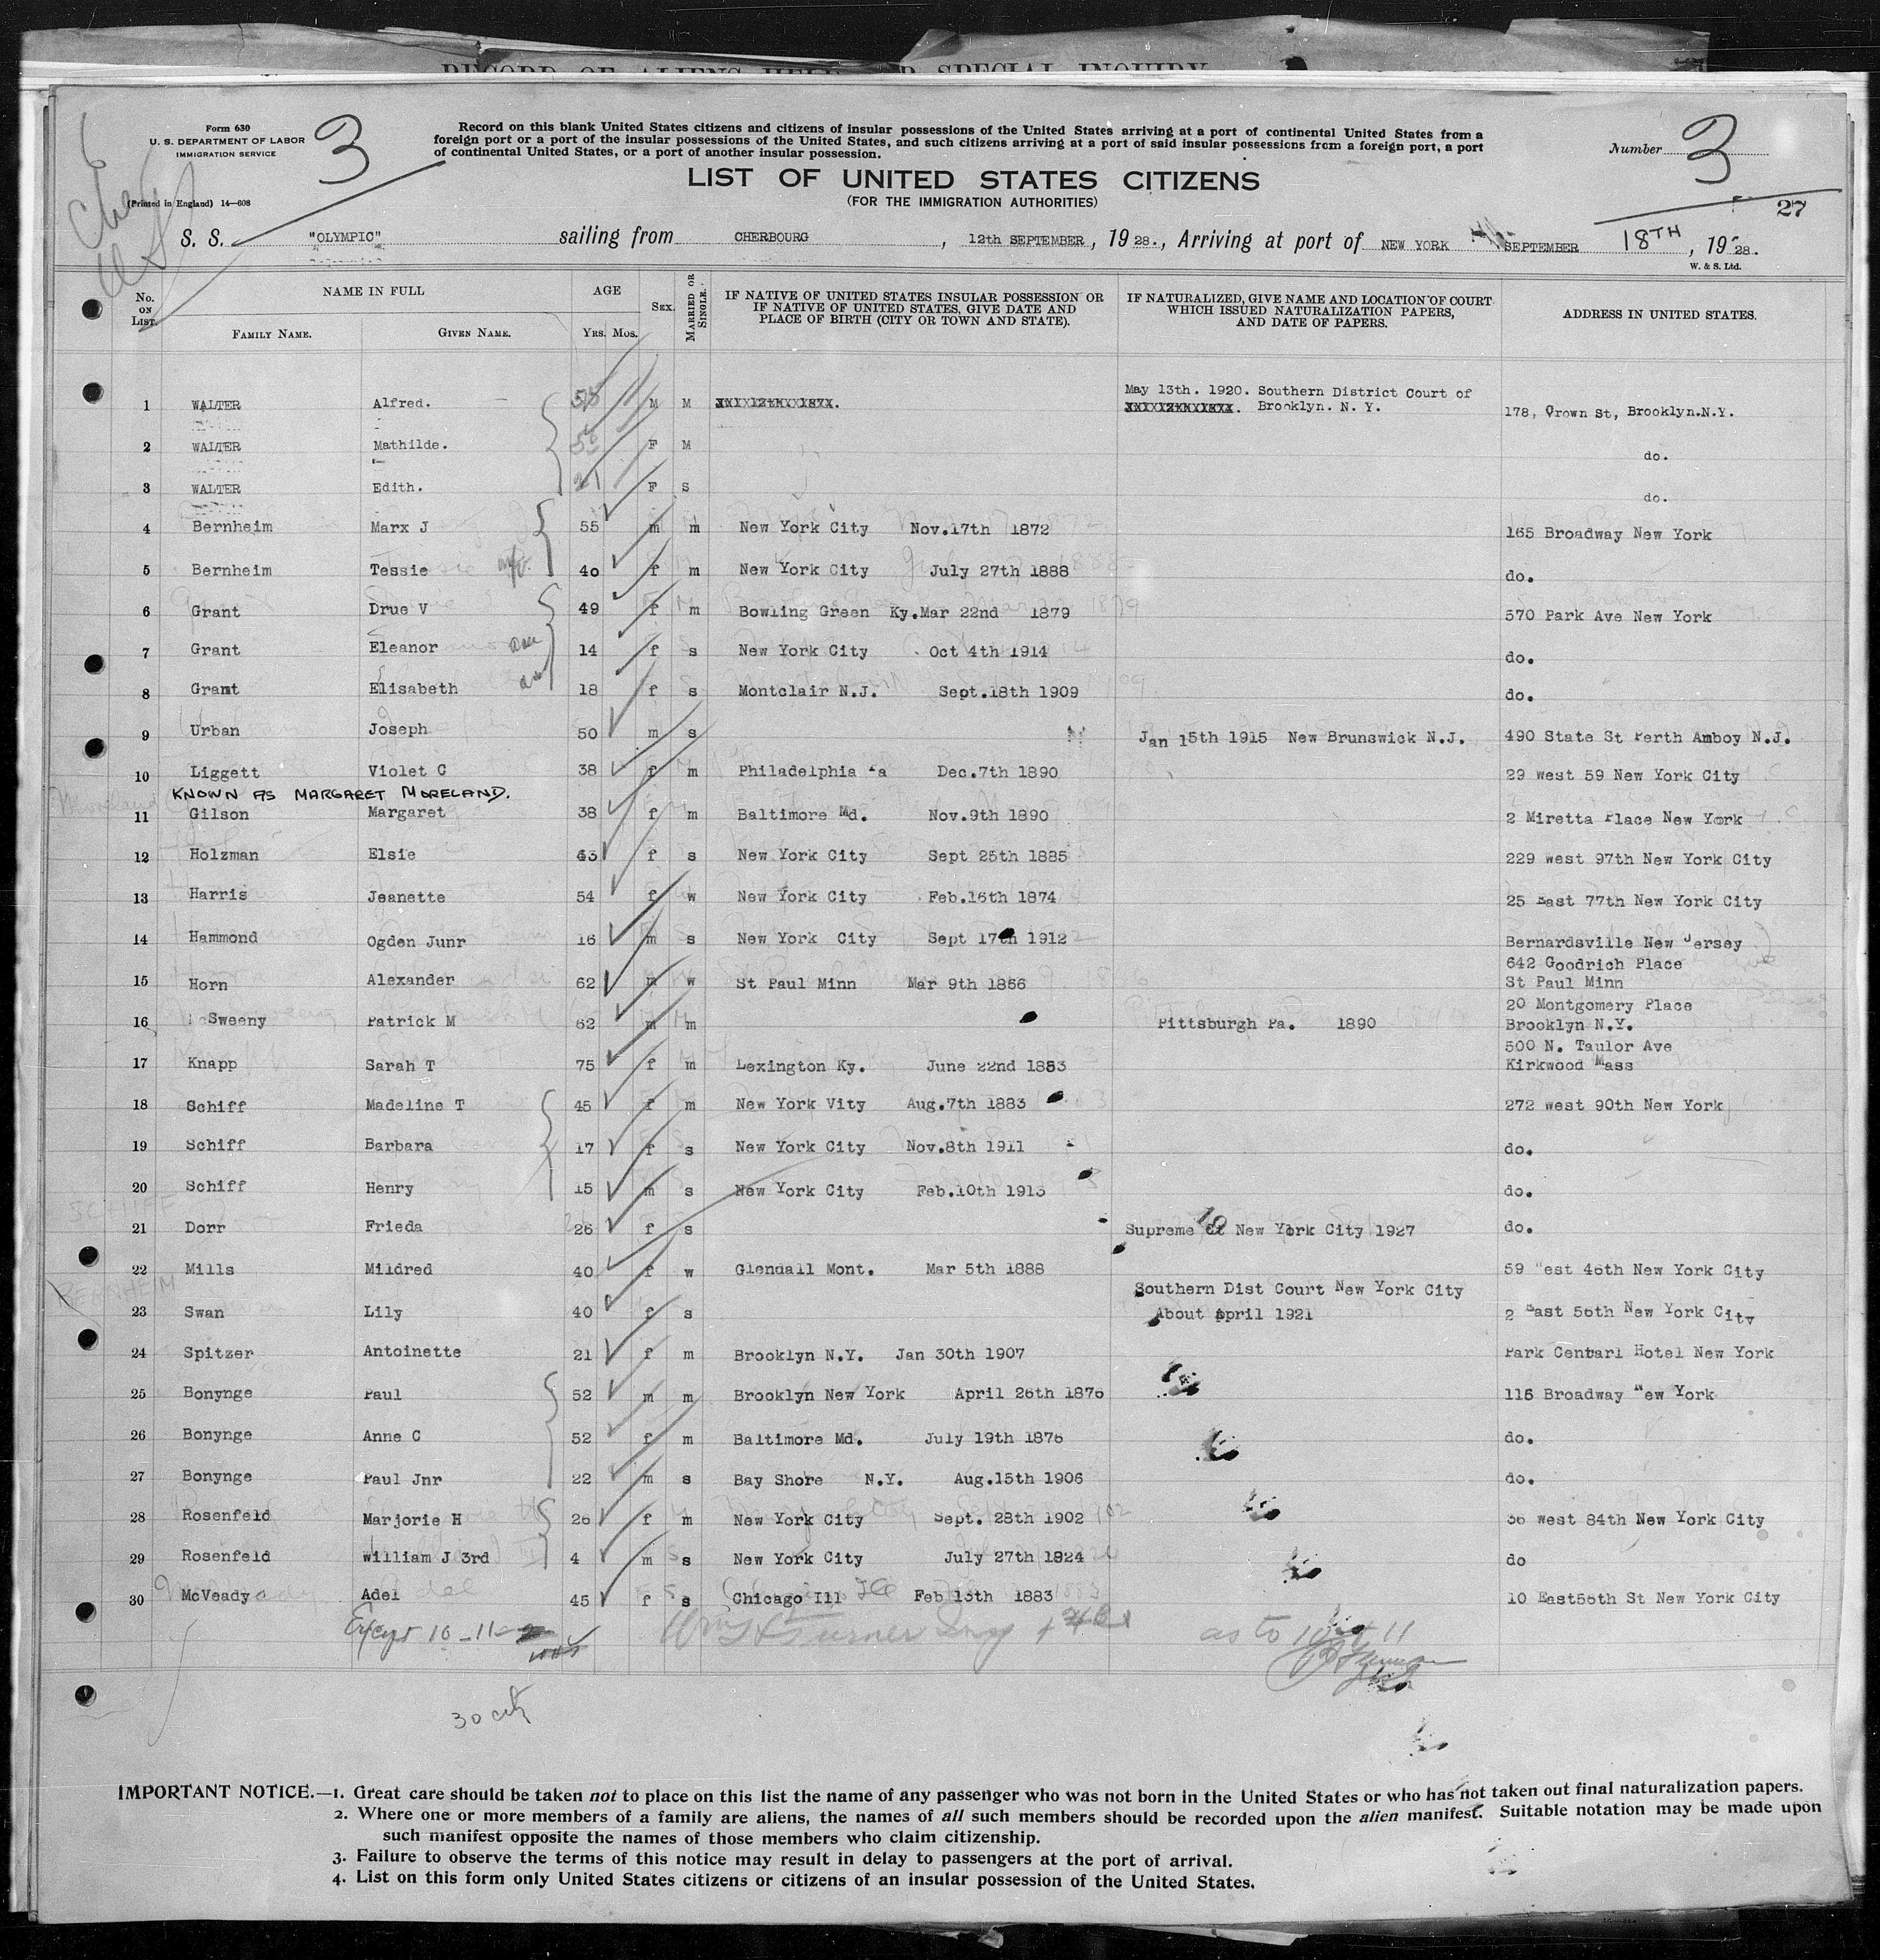 RECORD OF ALIENS HELD FOR SPECIAL INQUIRY
Form 630
U. S. DEPARTMENT OF LABOR
IMMIGRATION SERVICE
(Printed in England) 14—608
3
Record on this blank United States citizens and citizens of insular possessions of the United States arriving at a port of continental United States from a
foreign port or a port of the insular possessions of the United States, and such citizens arriving at a port of said insular possessions from a foreign port, a port
of continental United States, or a port of another insular possession.
Number 3
LIST OF UNITED STATES CITIZENS
(FOR THE IMMIGRATION AUTHORITIES)
27
S. S. "OLYMPIC" sailing from CHERBOURG, 12th SEPTEMBER, 1928., Arriving at port of NEW YORK SEPTEMBER 18TH, 1928.
W. & S. Ltd.
No. ON LIST. NAME IN FULL FAMILY NAME. GIVEN NAME. AGE YRS. MOS. SEX. MARRIED OR SINGLE. IF NATIVE OF UNITED STATES INSULAR POSSESSION OR IF NATIVE OF UNITED STATES, GIVE DATE AND PLACE OF BIRTH (CITY OR TOWN AND STATE). IF NATURALIZED, GIVE NAME AND LOCATION OF COURT WHICH ISSUED NATURALIZATION PAPERS, AND DATE OF PAPERS. ADDRESS IN UNITED STATES.
1 WALTER Alfred. M M May 13th. 1920. Southern District Court of Brooklyn. N. Y. 178, Crown St, Brooklyn.N.Y.
2 WALTER Mathilde. F M do.
3 WALTER Edith. 21 F S do.
4 Bernheim Marx J 55 m m New York City Nov.17th 1872 165 Broadway New York
5 Bernheim Tessie wife 40 f m New York City July 27th 1888 do.
6 Grant Drue V 49 f m Bowling Green Ky.Mar 22nd 1879 570 Park Ave New York
7 Grant Eleanor 14 f s New York City Oct 4th 1914 do.
8 Grant Elisabeth 18 f s Montclair N.J. Sept.18th 1909 do.
9 Urban Joseph 50 m s Jan 15th 1915 New Brunswick N.J. 490 State St Perth Amboy N.J.
10 Liggett Violet C 38 f m Philadelphia Pa Dec.7th 1890 29 west 59 New York City
KNOWN AS MARGARET MORELAND.
11 Gilson Margaret 38 f m Baltimore Md. Nov.9th 1890 2 Miretta Place New York
12 Holzman Elsie 43 f s New York City Sept 25th 1885 229 west 97th New York City
13 Harris Jeanette 54 f w New York City Feb.16th 1874 25 East 77th New York City
14 Hammond Ogden Junr 16 m s New York City Sept 17th 1912 Bernardsville New Jersey
15 Horn Alexander 62 m w St Paul Minn Mar 9th 1866 642 Goodrich Place St Paul Minn
16 McSweeny Patrick M 62 m m Pittsburgh Pa. 1890 20 Montgomery Place Brooklyn N.Y.
17 Knapp Sarah T 75 f m Lexington Ky. June 22nd 1853 500 N. Taulor Ave Kirkwood Mass
18 Schiff Madeline T 45 f m New York Vity Aug.7th 1883 272 west 90th New York
19 Schiff Barbara 17 f s New York City Nov.8th 1911 do.
20 Schiff Henry 15 m s New York City Feb.10th 1913 do.
21 Dorr Frieda 26 f s Supreme Ct New York City 1927 do.
22 Mills Mildred 40 f w Glendall Mont. Mar 5th 1888 59 West 46th New York City
23 Swan Lily 40 f s Southern Dist Court New York City About April 1921 2 East 56th New York City
24 Spitzer Antoinette 21 f m Brooklyn N.Y. Jan 30th 1907 Park Centarl Hotel New York
25 Bonynge Paul 52 m m Brooklyn New York April 26th 1876 115 Broadway New York
26 Bonynge Anne C 52 f m Baltimore Md. July 19th 1876 do.
27 Bonynge Paul Jnr 22 m s Bay Shore N.Y. Aug.15th 1906 do.
28 Rosenfeld Marjorie H 26 f m New York City Sept. 28th 1902 36 west 84th New York City
29 Rosenfeld william J 3rd 4 m s New York City July 27th 1924 do
30 McVeady Adel 45 f s Chicago Ill Feb 13th 1883 10 East56th St New York City
Except 10-11
as to 10 & 11
30 cit
IMPORTANT NOTICE.—1. Great care should be taken not to place on this list the name of any passenger who was not born in the United States or who has not taken out final naturalization papers.
2. Where one or more members of a family are aliens, the names of all such members should be recorded upon the alien manifest. Suitable notation may be made upon
such manifest opposite the names of those members who claim citizenship.
3. Failure to observe the terms of this notice may result in delay to passengers at the port of arrival.
4. List on this form only United States citizens or citizens of an insular possession of the United States.